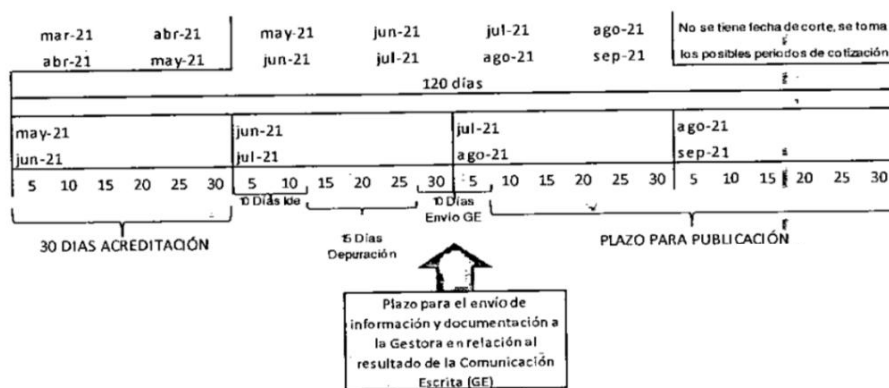 mar-21 abr-21 may-21 jun-21 jul-21 ago-21 No se tiene fecha de corte, se toma
abr-21 may-21 jun-21 jul-21 ago-21 sep-21 los posibles periodos de cotización
120 días
may-21 jun-21 jul-21 ago-21
jun-21 jul-21 ago-21 sep-21
5 10 15 20 25 30 5 10 15 20 25 30 5 10 15 20 25 30 5 10 15 20 25 30
10 Días Ide 10 Días
Envío GE
30 DIAS ACREDITACIÓN 15 Días PLAZO PARA PUBLICACIÓN
Depuración
Plazo para el envío de
información y documentación a
la Gestora en relación al
resultado de la Comunicación
Escrita (GE)